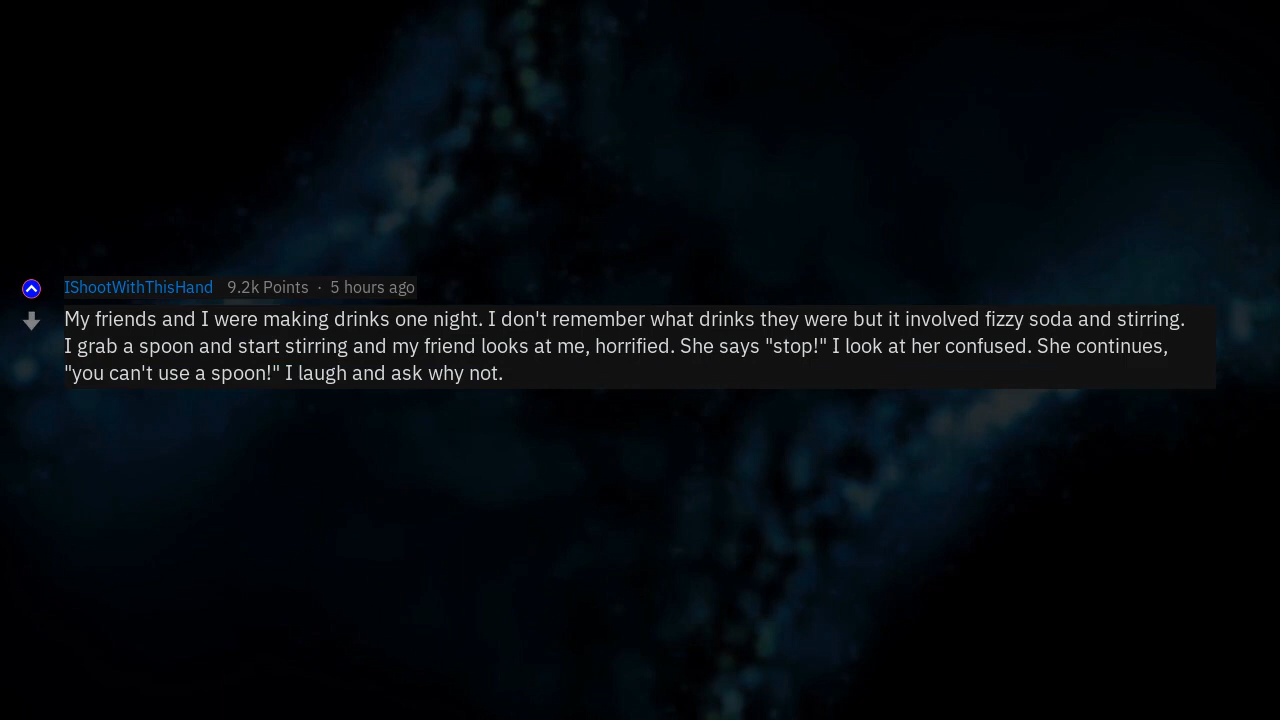 IShootWithThisHand 9.2k Points · 5 hours ago
My friends and I were making drinks one night. I don't remember what drinks they were but it involved fizzy soda and stirring.
I grab a spoon and start stirring and my friend looks at me, horrified. She says "stop!" I look at her confused. She continues,
"you can't use a spoon!" I laugh and ask why not.